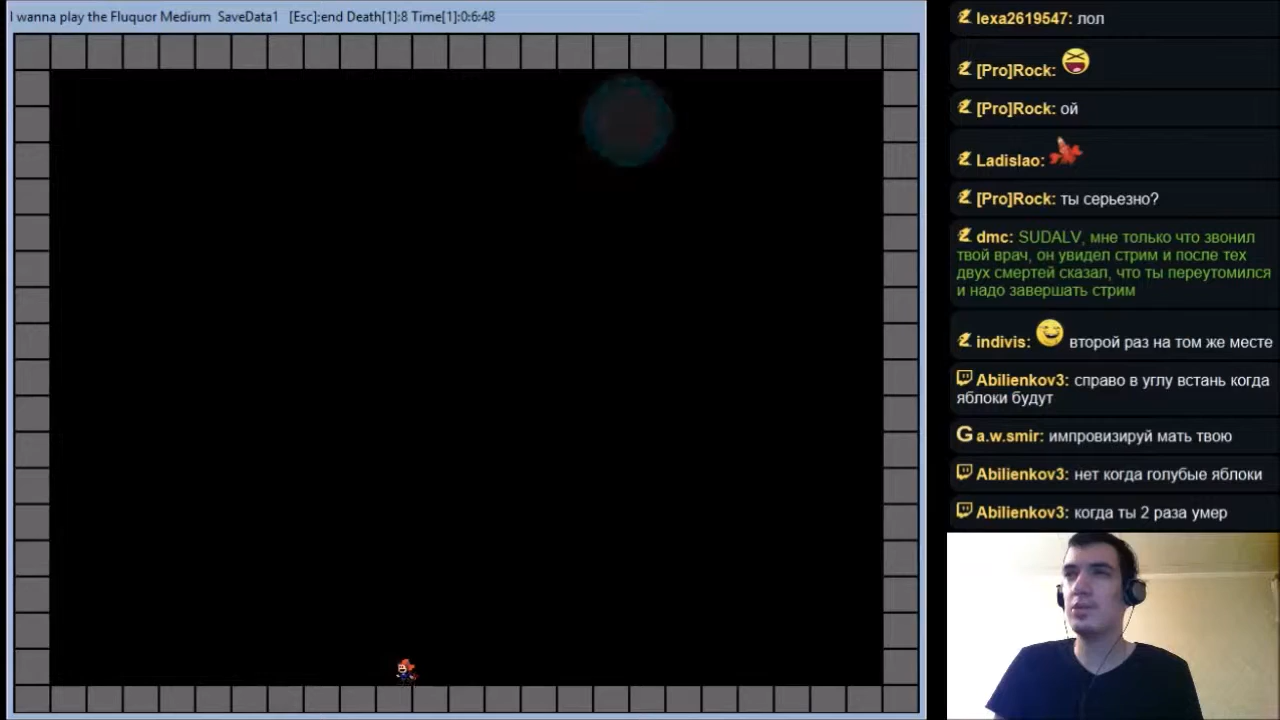 I wanna play the Fluquor Medium SaveData1 [Esc]:end Death[1]:8 Time[1]:0:6:48
lexa2619547: лол
[Pro]Rock:
[Pro]Rock: ой
Ladislao:
[Pro]Rock: ты серьезно?
dmc: SUDALV, мне только что звонил
твой врач, он увидел стрим и после тех
двух смертей сказал, что ты переутомился
и надо завершать стрим
indivis: второй раз на том же месте
Abilienkov3: справо в углу встань когда
яблоки будут
G a.w.smir: импровизируй мать твою
Abilienkov3: нет когда голубые яблоки
Abilienkov3: когда ты 2 раза умер